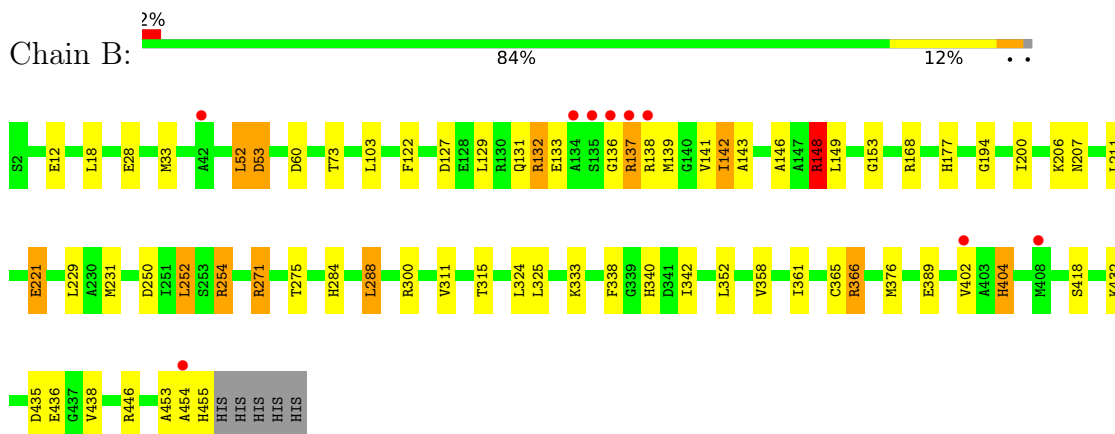 2%
Chain B:
84% 12% • •
S2 E12 L18 E28 M33 A42 L52 D53 D60 T73 L103 F122 D127 E128 L129 R130 Q131 R132 E133 A134 S135 G136 R137 R138 M139 G140 V141 I142 A143 A146 A147 R148 L149 G153 R168 H177 G194 I200 K206 N207
E221 L229 A230 M231 D250 I251 L252 S253 R254 R271 T275 H284 L288 R300 V311 T315 L324 L325 K333 F338 G339 H340 D341 I342 L352 V358 I361 C365 R366 M376 E389 V402 A403 H404 M408 S418 K432
D435 E436 G437 V438 R446 A453 A454 H455 HIS HIS HIS HIS HIS